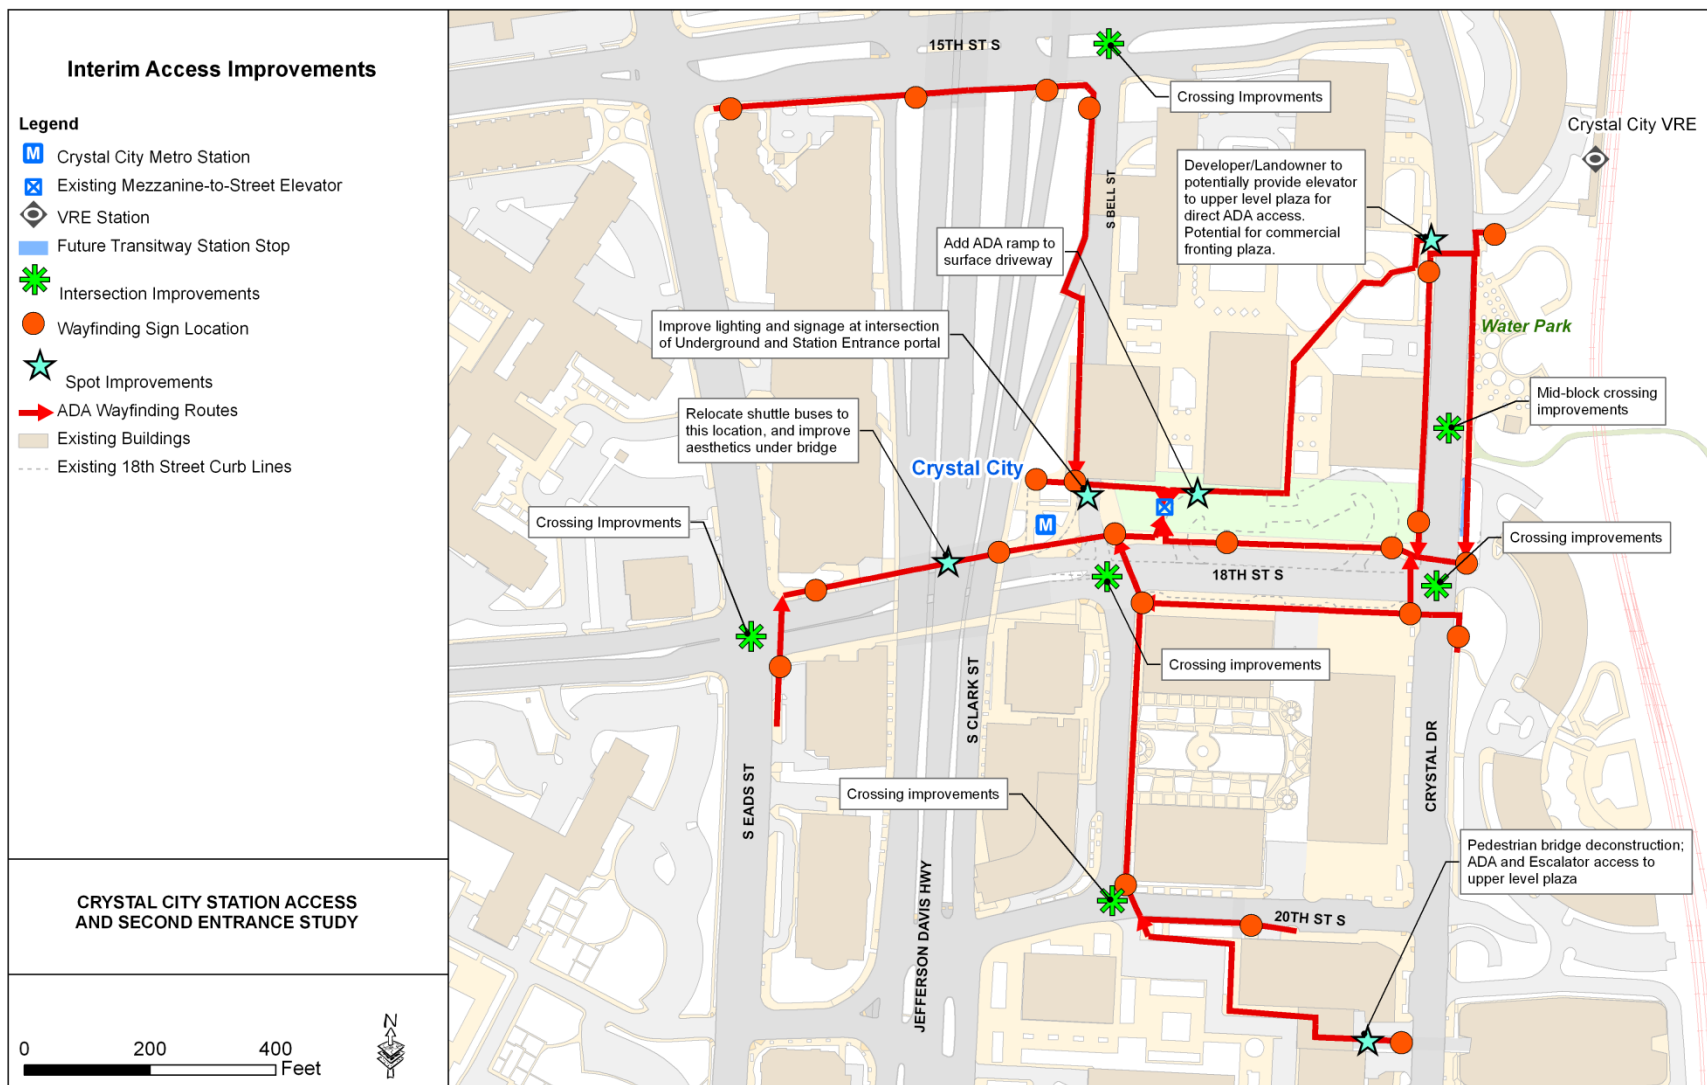 Interim Access Improvements
Legend
M
Crystal City Metro Station
Existing Mezzanine-to-Street Elevator
VRE Station
Future Transitway Station Stop
Intersection Improvements
Wayfinding Sign Location
Spot Improvements
ADA Wayfinding Routes
Existing Buildings
Existing 18th Street Curb Lines
CRYSTAL CITY STATION ACCESS
AND SECOND ENTRANCE STUDY
0 200 400
Feet
N
15TH ST S
Crossing Improvments
Crystal City VRE
S BELL ST
Developer/Landowner to
potentially provide elevator
to upper level plaza for
direct ADA access.
Potential for commercial
fronting plaza.
Add ADA ramp to
surface driveway
Improve lighting and signage at intersection
of Underground and Station Entrance portal
Water Park
Mid-block crossing
improvements
Relocate shuttle buses to
this location, and improve
aesthetics under bridge
Crystal City
M
Crossing Improvments
Crossing improvements
18TH ST S
Crossing improvements
S CLARK ST
CRYSTAL DR
S EADS ST
Crossing improvements
JEFFERSON DAVIS HWY
Pedestrian bridge deconstruction;
ADA and Escalator access to
upper level plaza
20TH ST S